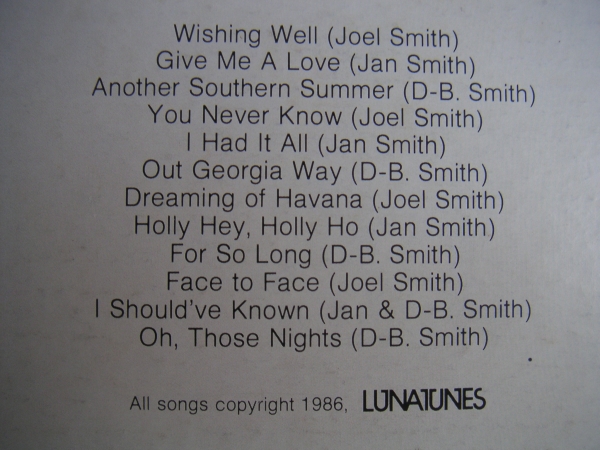 Wishing Well (Joel Smith)
Give Me A Love (Jan Smith)
Another Southern Summer (D-B. Smith)
You Never Know (Joel Smith)
I Had It All (Jan Smith)
Out Georgia Way (D-B. Smith)
Dreaming of Havana (Joel Smith)
Holly Hey, Holly Ho (Jan Smith)
For So Long (D-B. Smith)
Face to Face (Joel Smith)
I Should've Known (Jan & D-B. Smith)
Oh, Those Nights (D-B. Smith)
All songs copyright 1986, LUNATUNES